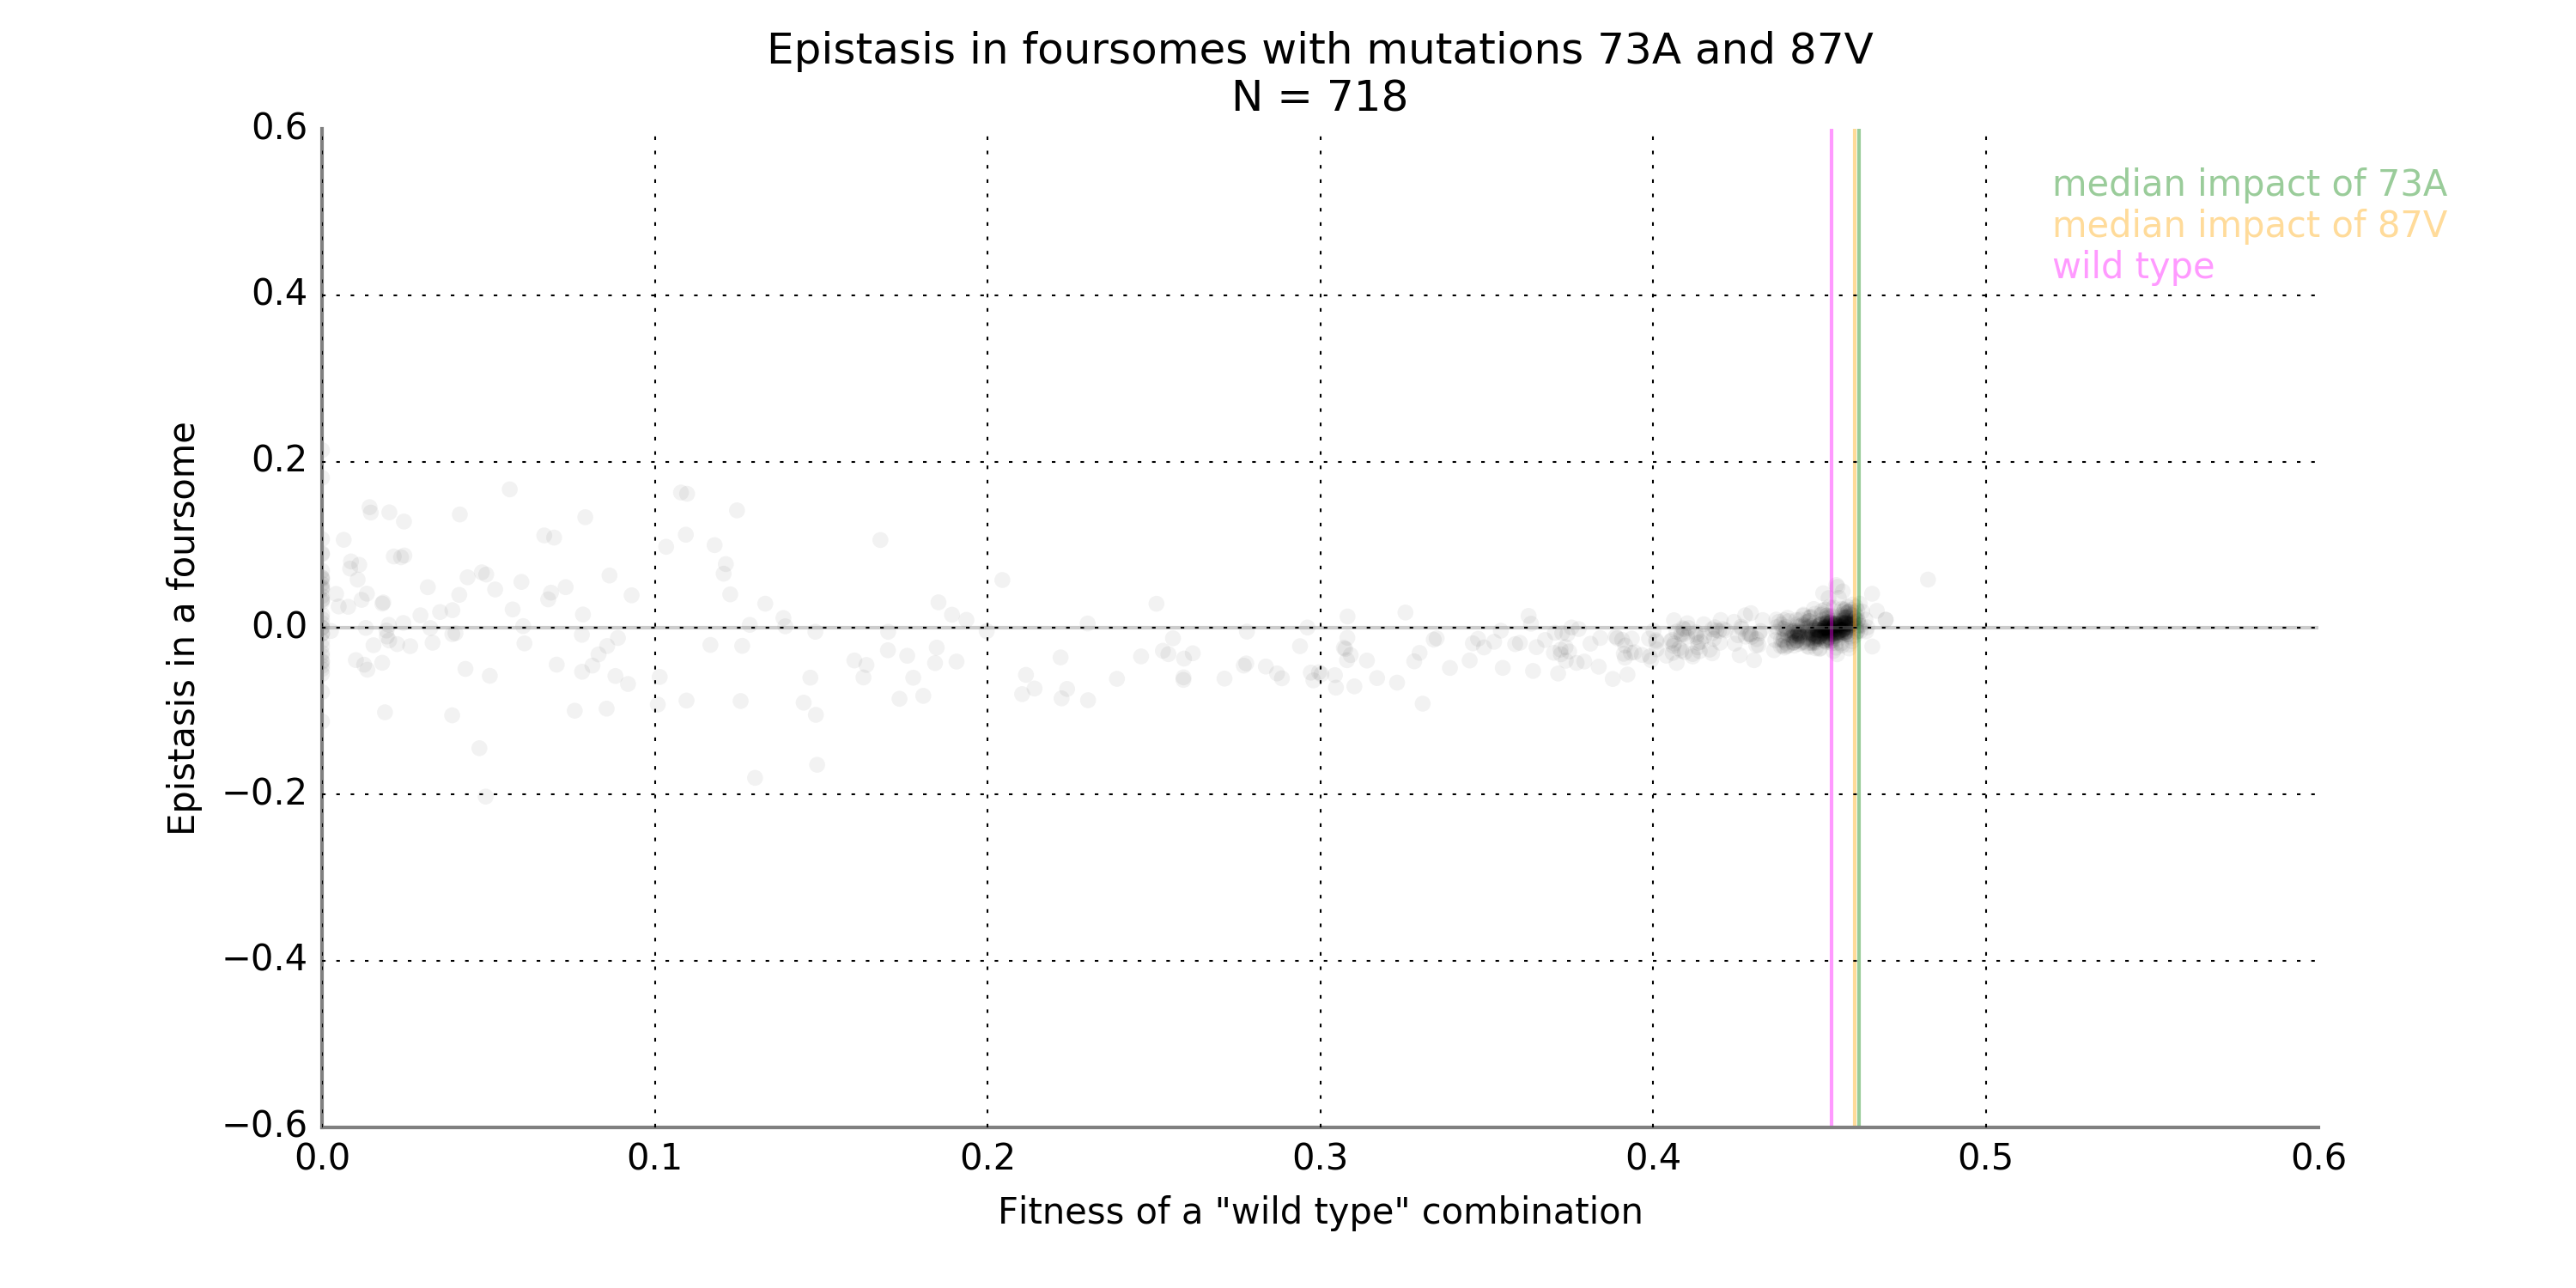 Epistasis in foursomes with mutations 73A and 87V
N = 718
0.6
0.4
0.2
0.0
−0.2
−0.4
−0.6
Epistasis in a foursome
median impact of 73A
median impact of 87V
wild type
0.0 0.1 0.2 0.3 0.4 0.5 0.6
Fitness of a "wild type" combination